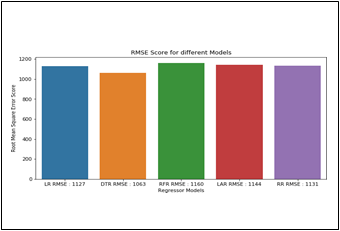 RMSE Score for different Models
Root Mean Square Error Score
1200
1000
800
600
400
200
0
LR RMSE : 1127 DTR RMSE : 1063 RFR RMSE : 1160 LAR RMSE : 1144 RR RMSE : 1131
Regressor Models